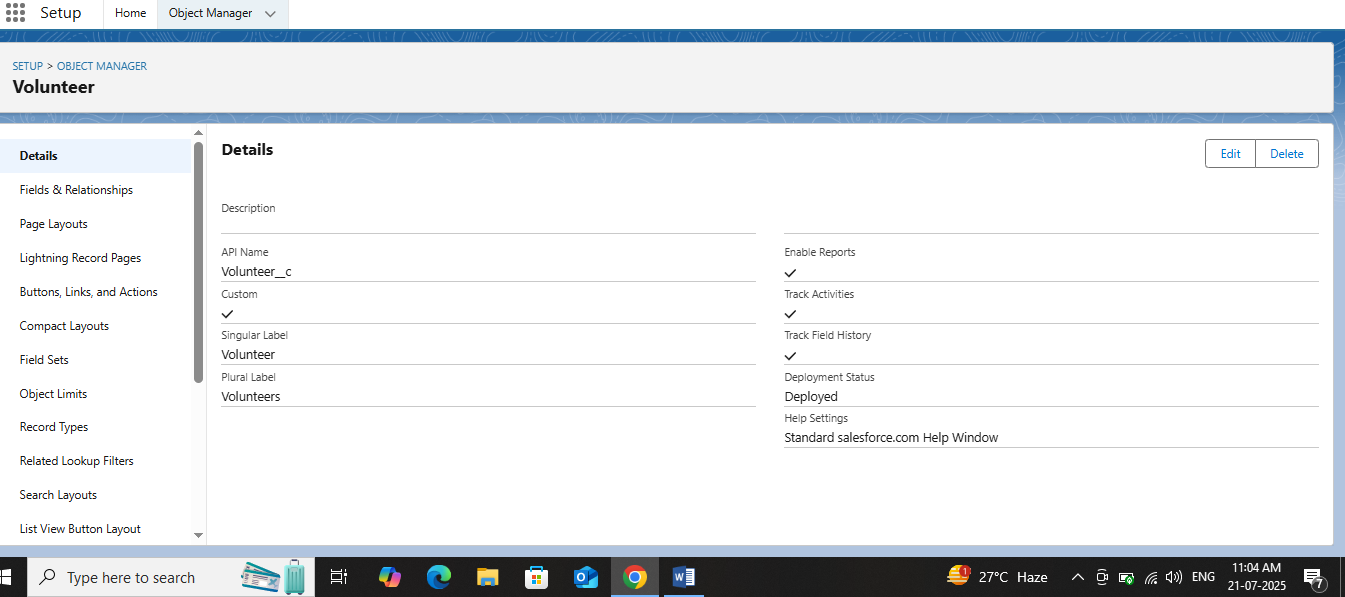 Setup Home Object Manager
SETUP > OBJECT MANAGER
Volunteer
Details
Fields & Relationships
Page Layouts
Lightning Record Pages
Buttons, Links, and Actions
Compact Layouts
Field Sets
Object Limits
Record Types
Related Lookup Filters
Search Layouts
List View Button Layout
Details
Edit Delete
Description
API Name
Volunteer__c
Custom
Singular Label
Volunteer
Plural Label
Volunteers
Enable Reports
Track Activities
Track Field History
Deployment Status
Deployed
Help Settings
Standard salesforce.com Help Window
Type here to search
1
27°C Haze
ENG
11:04 AM
21-07-2025
7